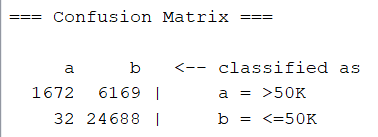 === Confusion Matrix ===
a b <-- classified as
1672 6169 | a = >50K
32 24688 | b = <=50K